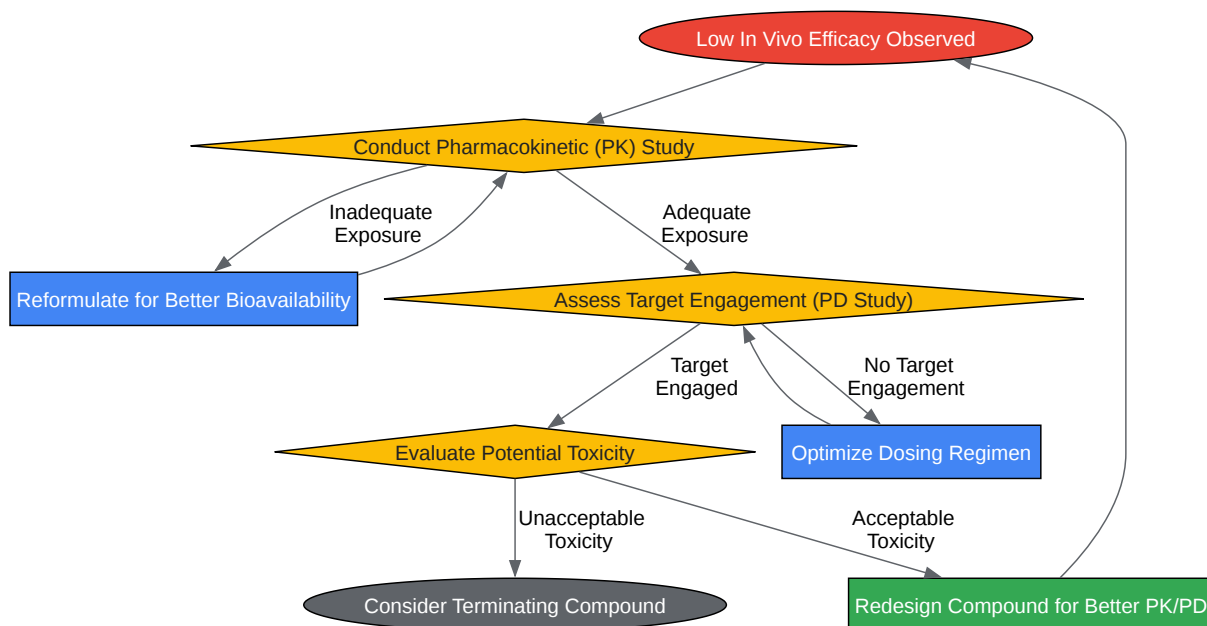 Low In Vivo Efficacy Observed
Conduct Pharmacokinetic (PK) Study
Inadequate
Exposure
Adequate
Exposure
Reformulate for Better Bioavailability
Assess Target Engagement (PD Study)
Target
Engaged
No Target
Engagement
Evaluate Potential Toxicity
Optimize Dosing Regimen
Unacceptable
Toxicity
Acceptable
Toxicity
Consider Terminating Compound
Redesign Compound for Better PK/PD